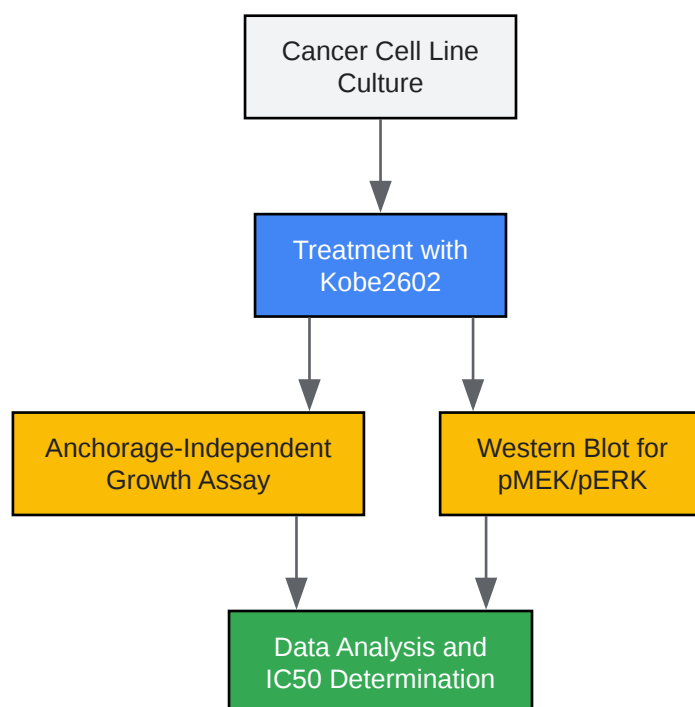 Cancer Cell Line
Culture
Treatment with
Kobe2602
Anchorage-Independent
Growth Assay
Western Blot for
pMEK/pERK
Data Analysis and
IC50 Determination